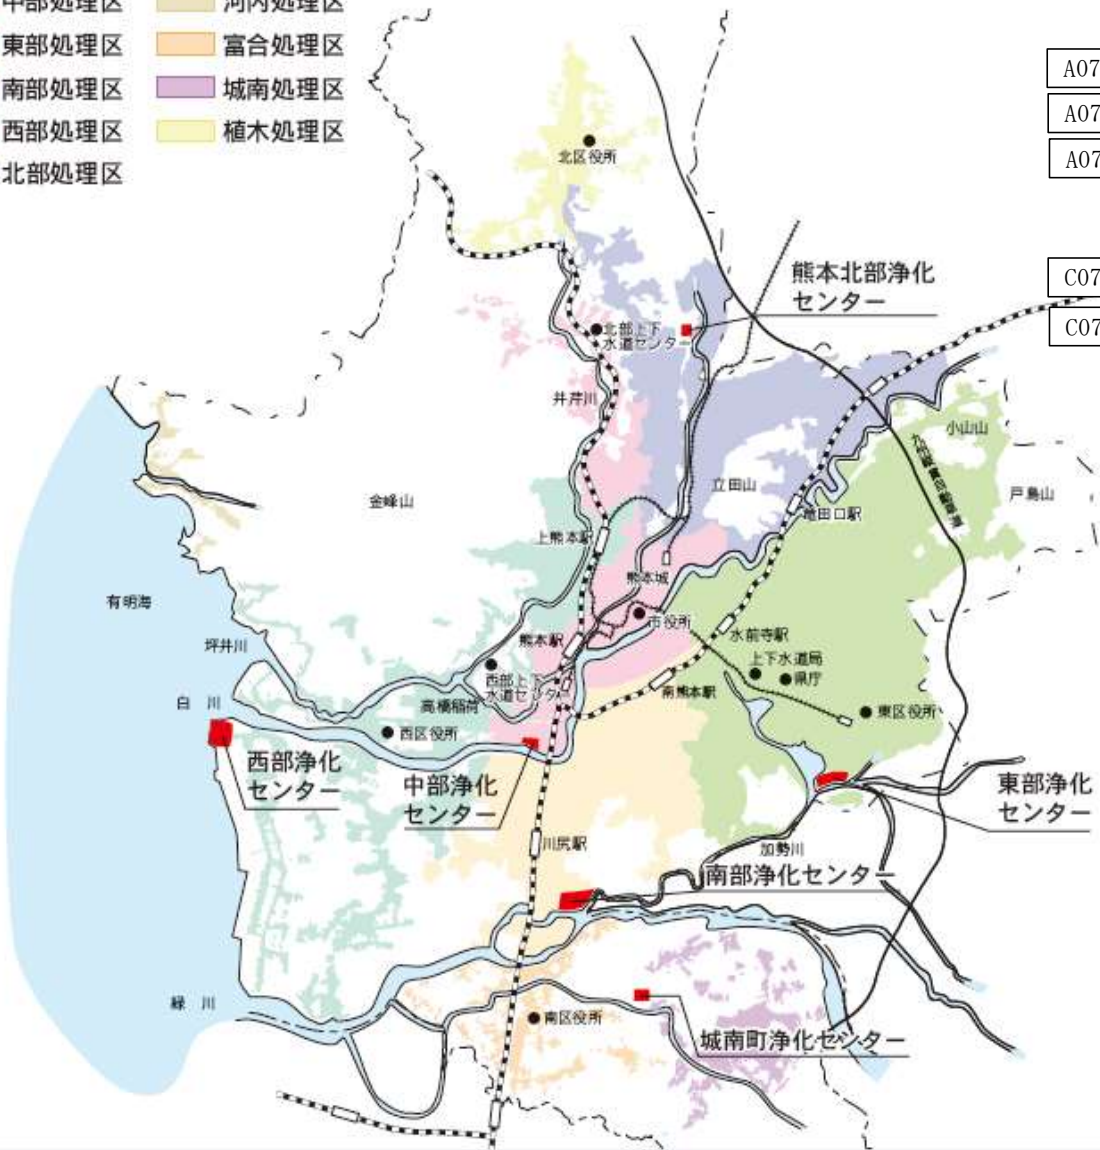 中部処理区
河内処理区
東部処理区
富合処理区
南部処理区
城南処理区
西部処理区
植木処理区
北部処理区
A07
A07
A07
C07
C07
北区役所
熊本北部浄化
センター
北部上下
水道センター
井芹川
小山山
戸島山
金峰山
立田山
竜田口駅
上熊本駅
熊本城
有明海
市役所
坪井川
熊本駅
水前寺駅
上下水道局
県庁
西部上下
水道センター
南熊本駅
白川
高橋稲荷
東区役所
西区役所
西部浄化
センター
中部浄化
センター
東部浄化
センター
川尻駅
加勢川
南部浄化センター
緑川
南区役所
城南町浄化センター